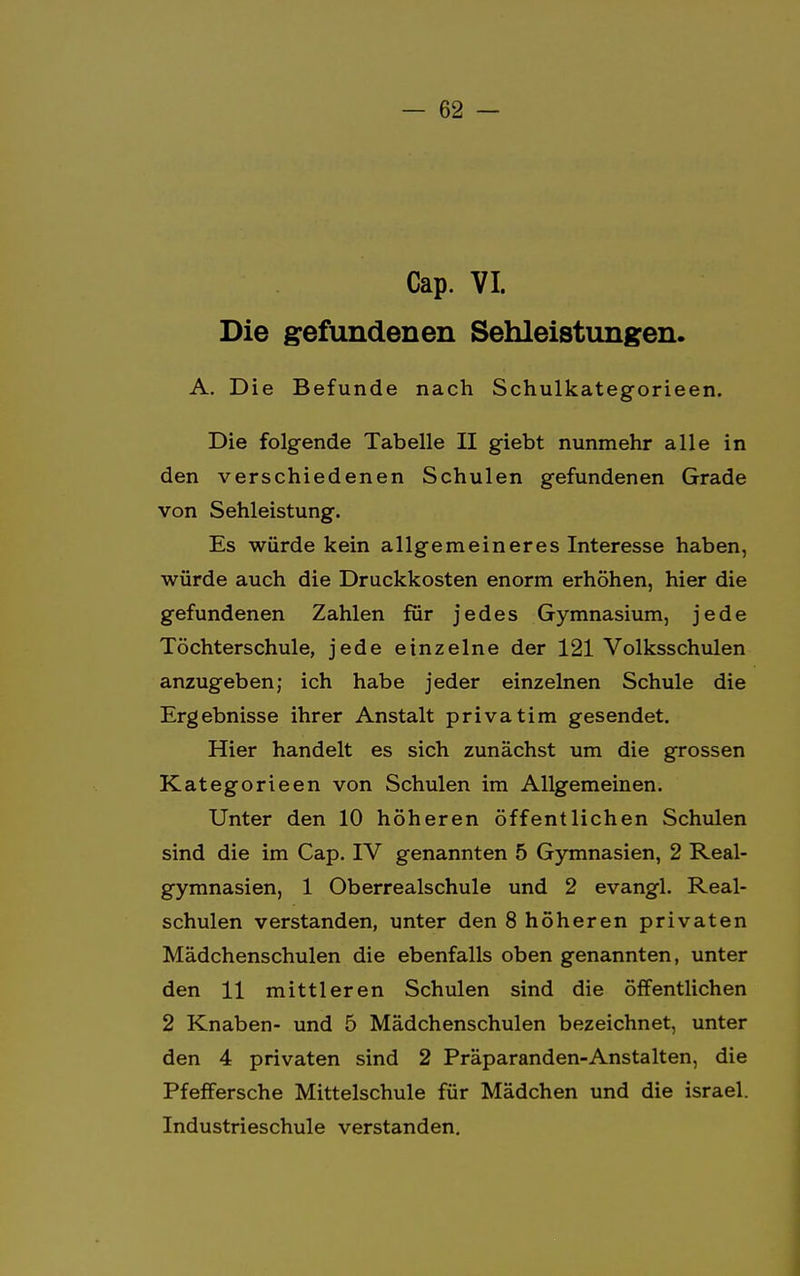 — 62 —
Cap. VI.
Die gefundenen Sehleistungen.
A. Die Befunde nach Schulkategorieen.
Die folgende Tabelle II giebt nunmehr alle in
den verschiedenen Schulen gefundenen Grade
von Sehleistung.
Es würde kein allgemeineres Interesse haben,
würde auch die Druckkosten enorm erhöhen, hier die
gefundenen Zahlen für jedes Gymnasium, jede
Töchterschule, jede einzelne der 121 Volksschulen
anzugeben; ich habe jeder einzelnen Schule die
Ergebnisse ihrer Anstalt privatim gesendet.
Hier handelt es sich zunächst um die grossen
Kategorieen von Schulen im Allgemeinen.
Unter den 10 höheren öffentlichen Schulen
sind die im Cap. IV genannten 5 Gymnasien, 2 Real-
gymnasien, 1 Oberrealschule und 2 evangl. Real-
schulen verstanden, unter den 8 höheren privaten
Mädchenschulen die ebenfalls oben genannten, unter
den 11 mittleren Schulen sind die öffentlichen
2 Knaben- und 5 Mädchenschulen bezeichnet, unter
den 4 privaten sind 2 Präparanden-Anstalten, die
Pfeffersche Mittelschule für Mädchen und die israel.
Industrieschule verstanden.